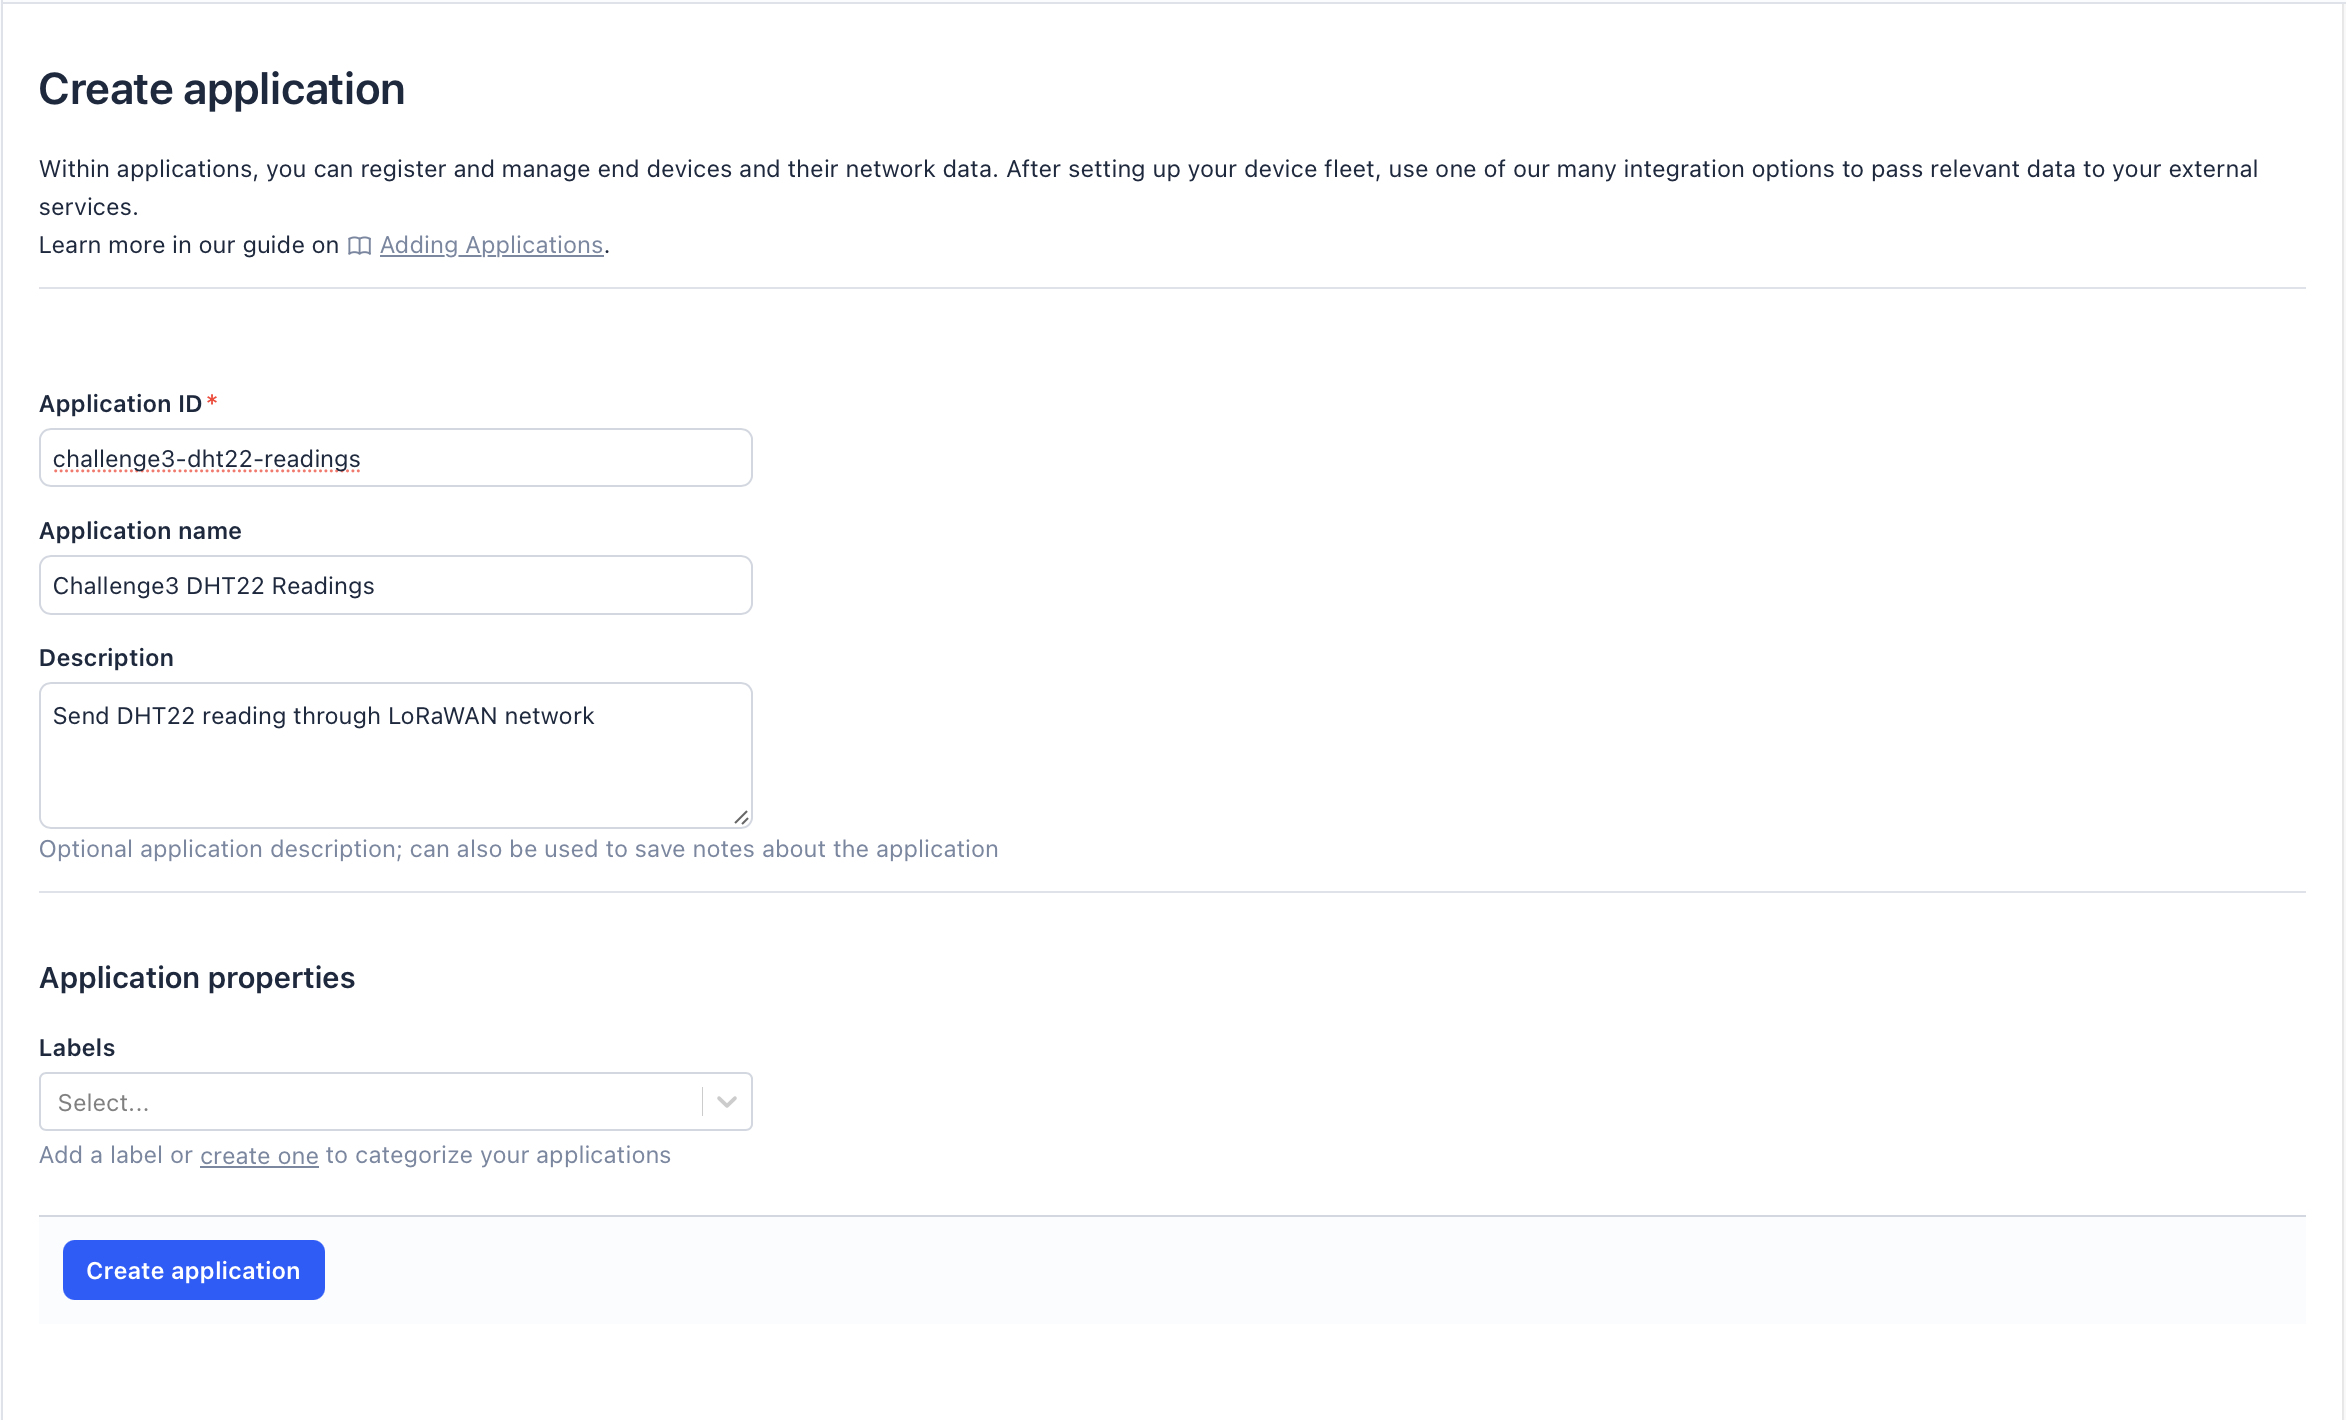 Create application
Within applications, you can register and manage end devices and their network data. After setting up your device fleet, use one of our many integration options to pass relevant data to your external
services.
Learn more in our guide on Adding Applications.
Application ID*
challenge3-dht22-readings
Application name
Challenge3 DHT22 Readings
Description
Send DHT22 reading through LoRaWAN network
Optional application description; can also be used to save notes about the application
Application properties
Labels
Select...
Add a label or create one to categorize your applications
Create application